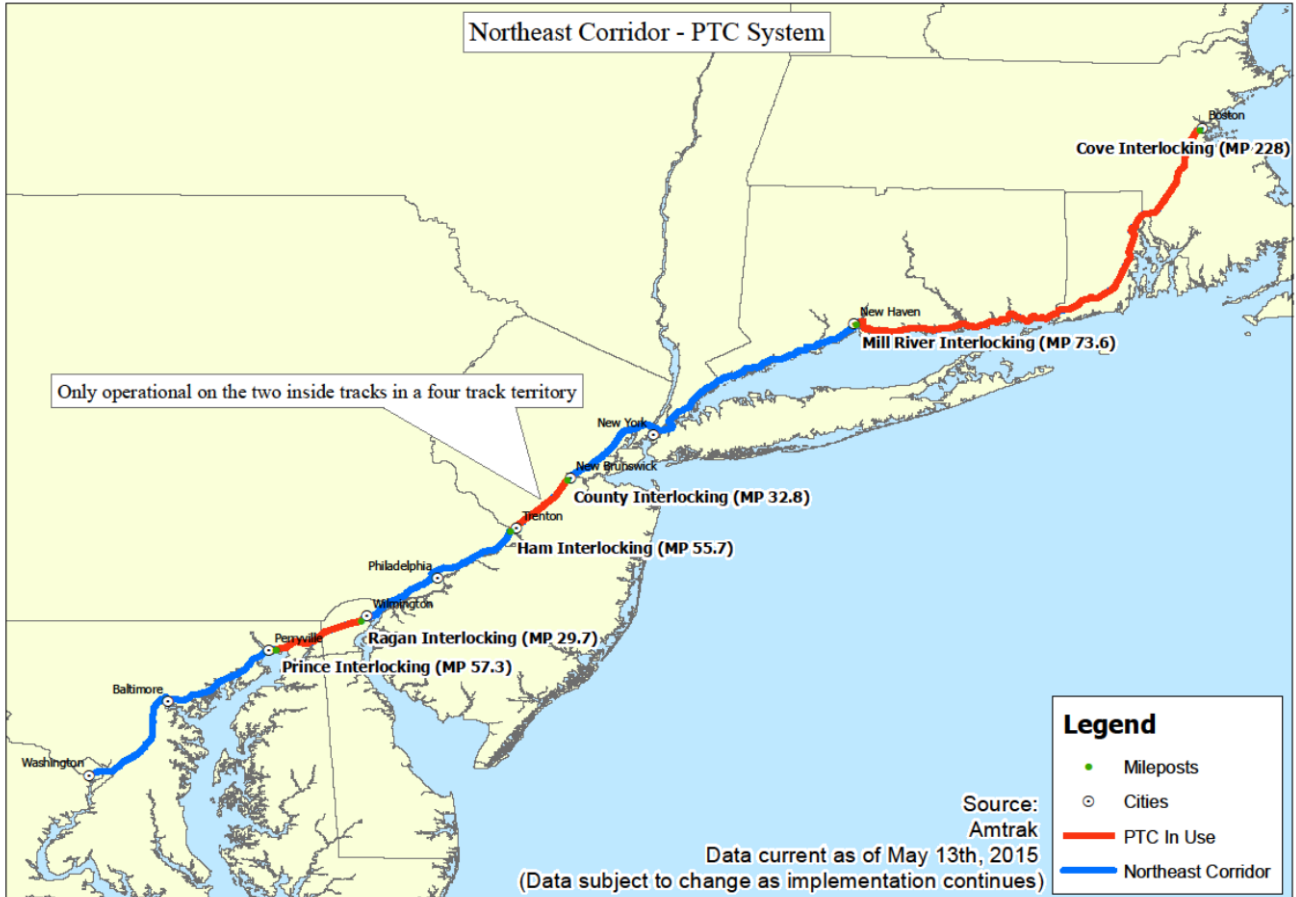 Northeast Corridor - PTC System
Boston
Cove Interlocking (MP 228)
New Haven
Mill River Interlocking (MP 73.6)
Only operational on the two inside tracks in a four track territory
New York
New Brunswick
County Interlocking (MP 32.8)
Trenton
Ham Interlocking (MP 55.7)
Philadelphia
Wilmington
Ragan Interlocking (MP 29.7)
Perryville
Prince Interlocking (MP 57.3)
Baltimore
Washington
Legend
Mileposts
Cities
PTC In Use
Northeast Corridor
Source:
Amtrak
Data current as of May 13th, 2015
(Data subject to change as implementation continues)